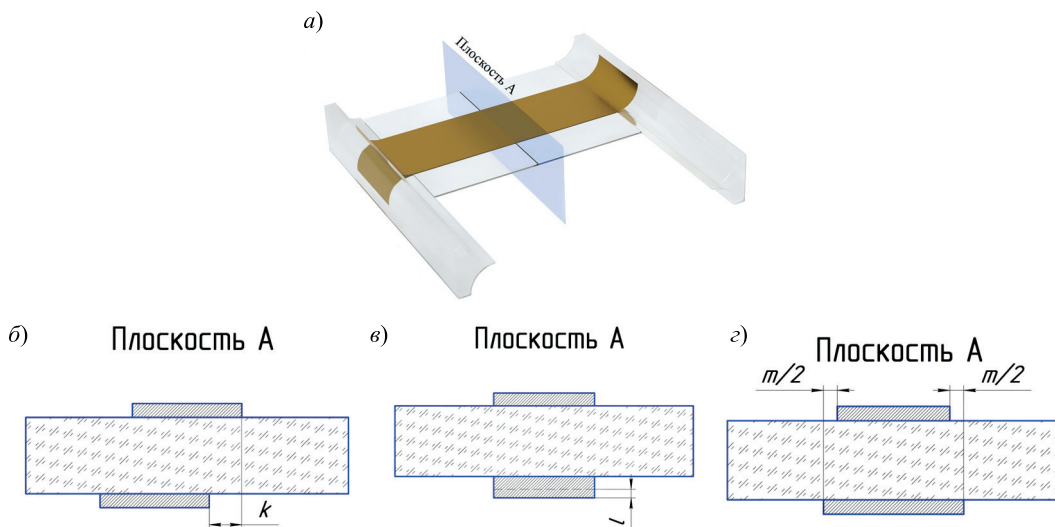 а)
Плоскость А
б)
Плоскость А
k
в)
Плоскость А
l
г)
Плоскость А
m/2
m/2